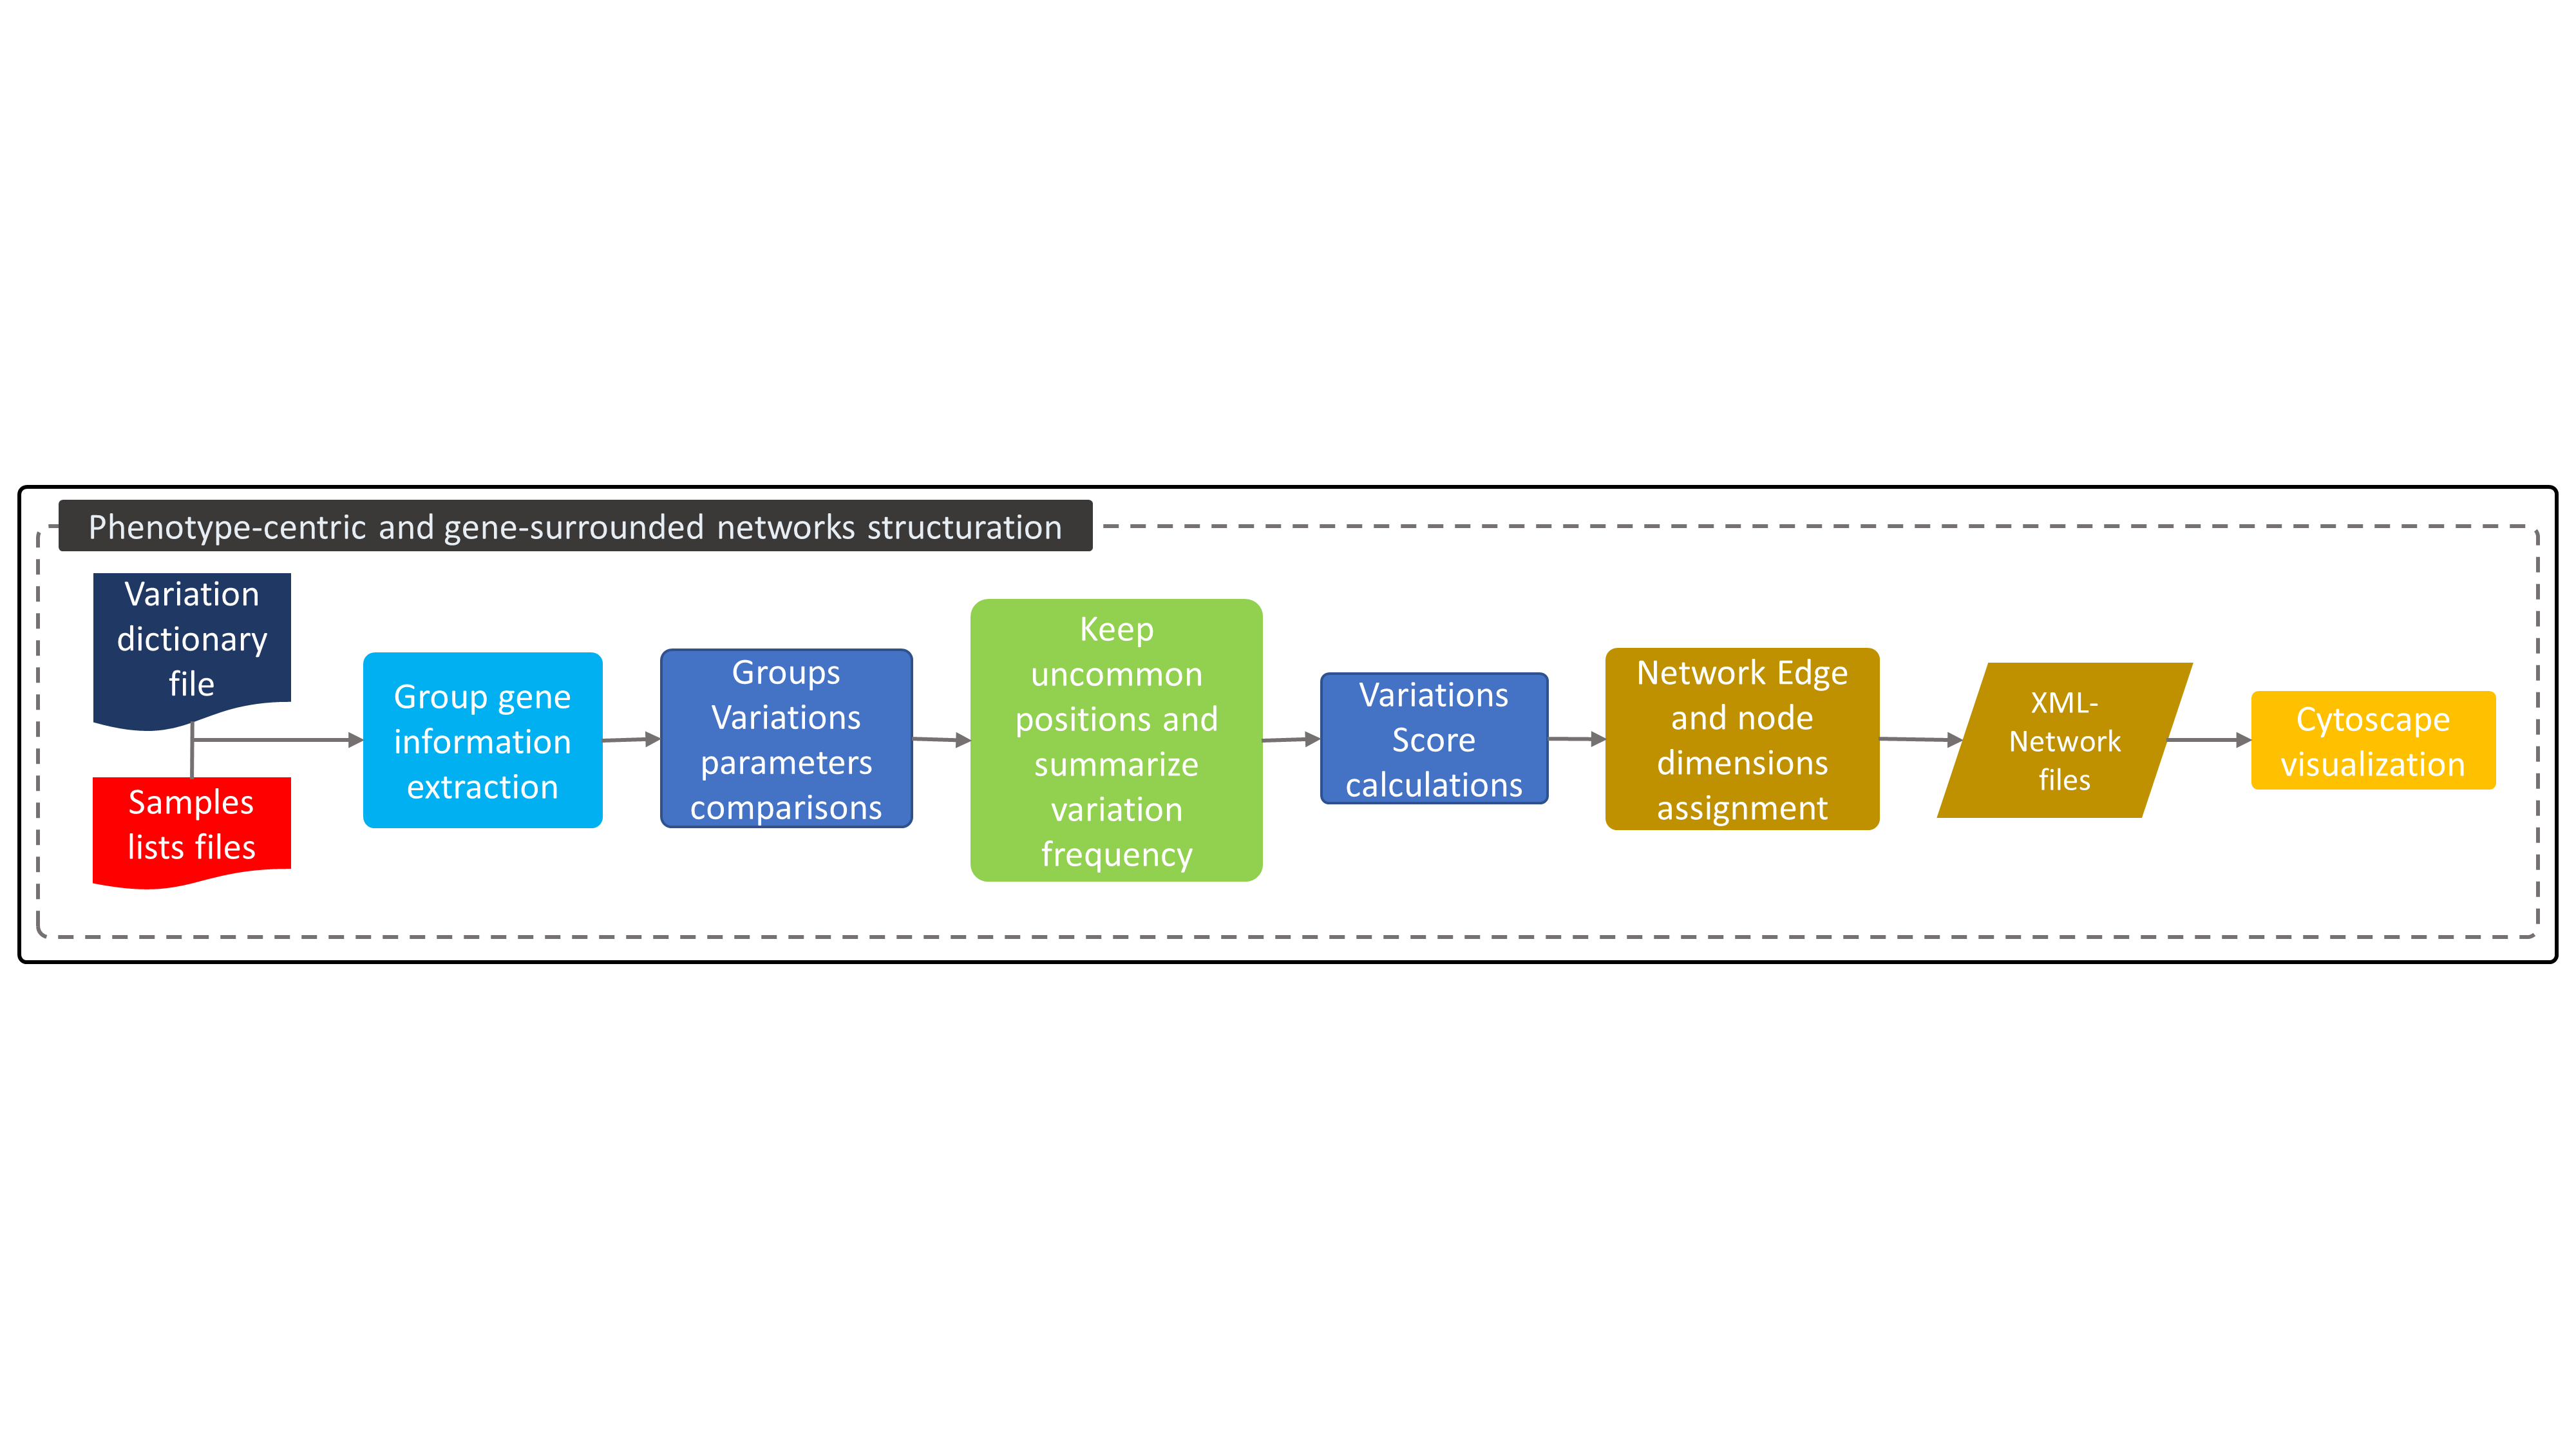 Phenotype-centric and gene-surrounded networks structuration
Variation
dictionary
file
Samples
lists files
Group gene
information
extraction
Groups
Variations
parameters
comparisons
Keep
uncommon
positions and
summarize
variation
frequency
Variations
Score
calculations
Network Edge
and node
dimensions
assignment
XML-
Network
files
Cytoscape
visualization